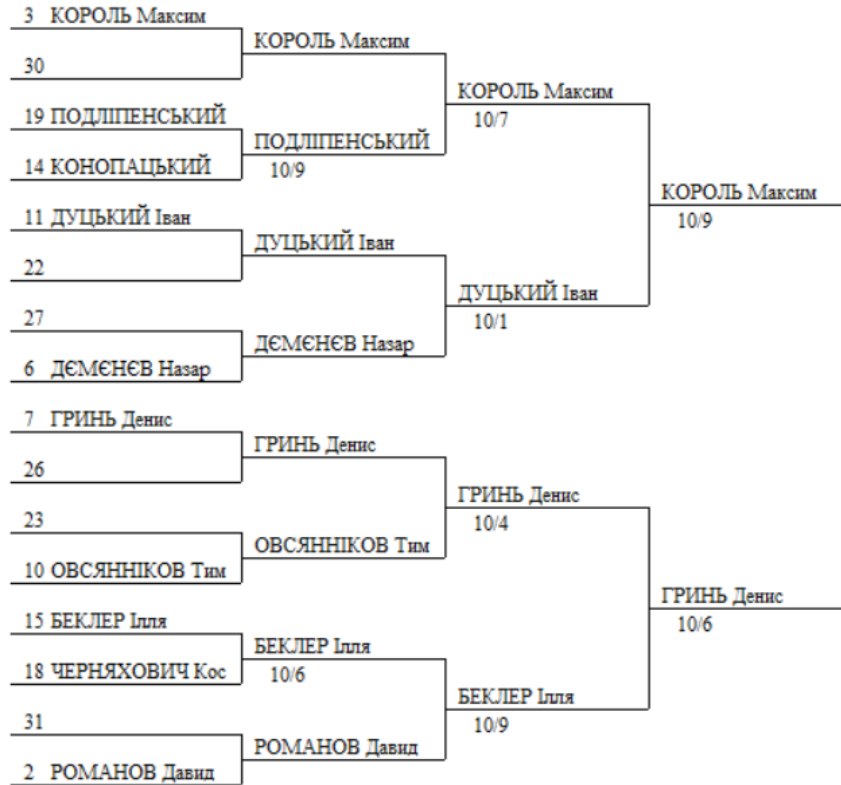 3 КОРОЛЬ Максим
КОРОЛЬ Максим
30
КОРОЛЬ Максим
10/7
19 ПОДЛІПЕНСЬКИЙ
ПОДЛІПЕНСЬКИЙ
10/9
14 КОНОПАЦЬКИЙ
КОРОЛЬ Максим
10/9
11 ДУЦЬКИЙ Іван
ДУЦЬКИЙ Іван
22
ДУЦЬКИЙ Іван
10/1
27
ДЄМЄНЄВ Назар
6 ДЄМЄНЄВ Назар
7 ГРИНЬ Денис
ГРИНЬ Денис
26
ГРИНЬ Денис
10/4
23
ОВСЯННІКОВ Тим
10 ОВСЯННІКОВ Тим
ГРИНЬ Денис
10/6
15 БЕКЛЕР Ілля
БЕКЛЕР Ілля
10/6
18 ЧЕРНЯХОВИЧ Кос
БЕКЛЕР Ілля
10/9
31
РОМАНОВ Давид
2 РОМАНОВ Давид